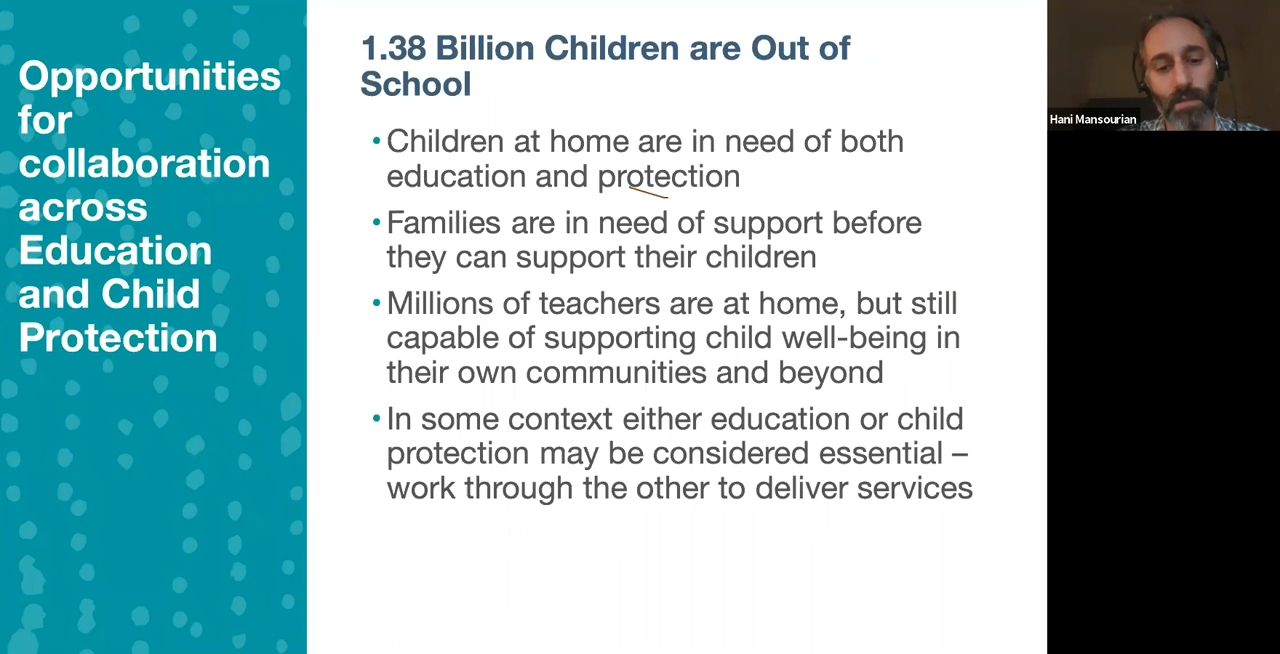 Opportunities
for
collaboration
across
Education
and Child
Protection
1.38 Billion Children are Out of
School
•Children at home are in need of both
education and protection
•Families are in need of support before
they can support their children
•Millions of teachers are at home, but still
capable of supporting child well-being in
their own communities and beyond
•In some context either education or child
protection may be considered essential –
work through the other to deliver services
Hani Mansourian